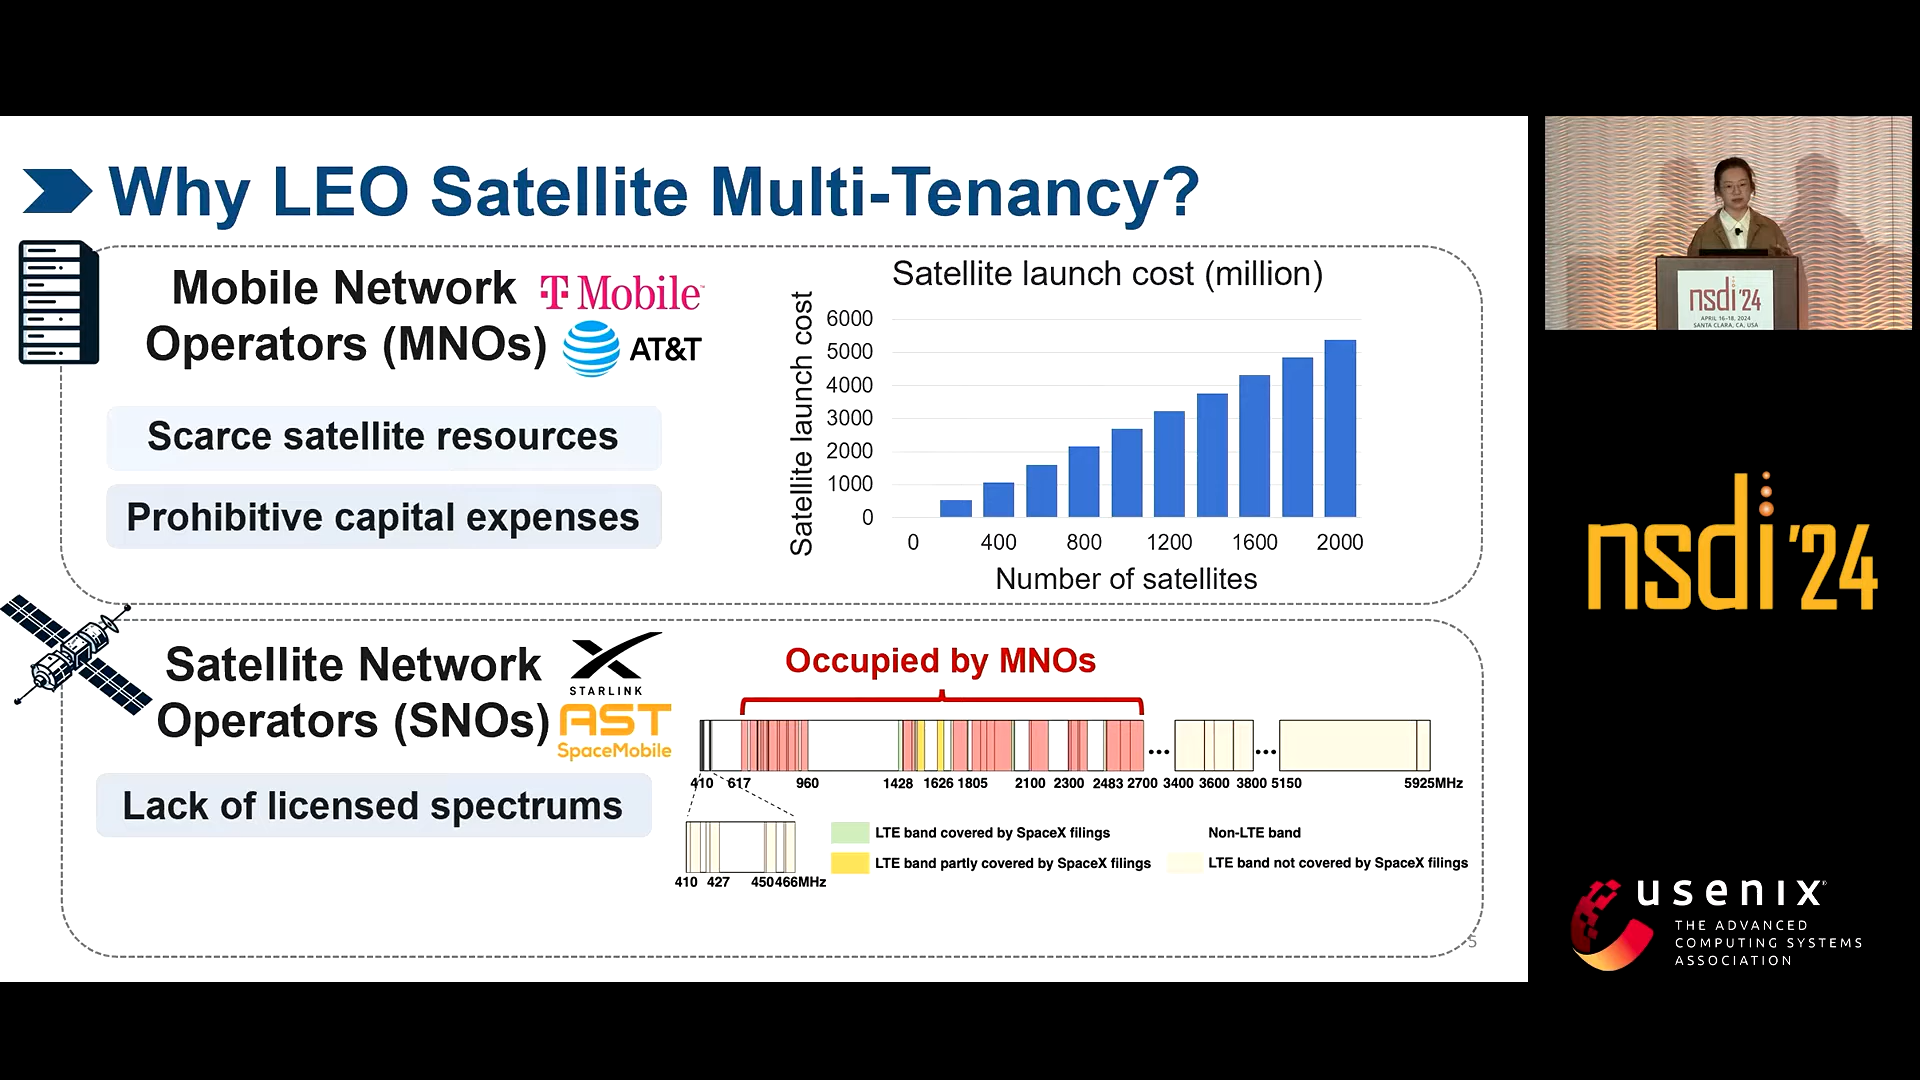 Why LEO Satellite Multi-Tenancy?
Mobile Network
Operators (MNOs)
T Mobile
AT&T
Scarce satellite resources
Prohibitive capital expenses
Satellite launch cost (million)
Satellite launch cost
6000
5000
4000
3000
2000
1000
0
0 400 800 1200 1600 2000
Number of satellites
Satellite Network
Operators (SNOs)
STARLINK
AST
SpaceMobile
Lack of licensed spectrums
Occupied by MNOs
... ...
410 617 960 1428 1626 1805 2100 2300 2483 2700 3400 3600 3800 5150 5925MHz
410 427 450 466MHz
LTE band covered by SpaceX filings
Non-LTE band
LTE band partly covered by SpaceX filings
LTE band not covered by SpaceX filings
5
nsdi '24
APRIL 16–18, 2024
SANTA CLARA, CA, USA
nsdi '24
usenix®
THE ADVANCED
COMPUTING SYSTEMS
ASSOCIATION